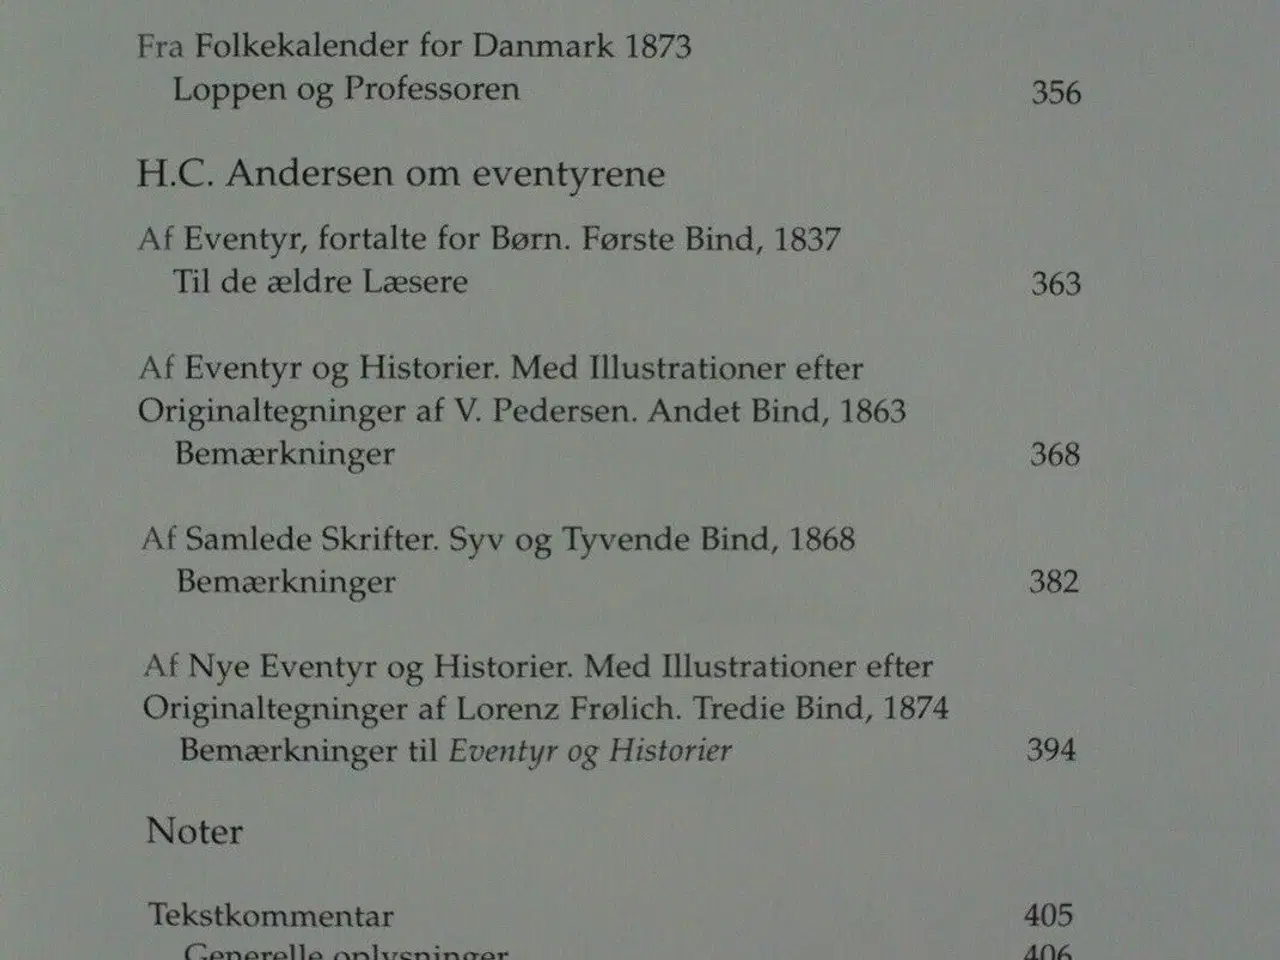 Fra Folkekalender for Danmark 1873
Loppen og Professoren 356
H.C. Andersen om eventyrene
Af Eventyr, fortalte for Børn. Første Bind, 1837
Til de ældre Læsere 363
Af Eventyr og Historier. Med Illustrationer efter
Originaltegninger af V. Pedersen. Andet Bind, 1863
Bemærkninger 368
Af Samlede Skrifter. Syv og Tyvende Bind, 1868
Bemærkninger 382
Af Nye Eventyr og Historier. Med Illustrationer efter
Originaltegninger af Lorenz Frølich. Tredie Bind, 1874
Bemærkninger til Eventyr og Historier 394
Noter
Tekstkommentar 405
Generelle oplysninger 406